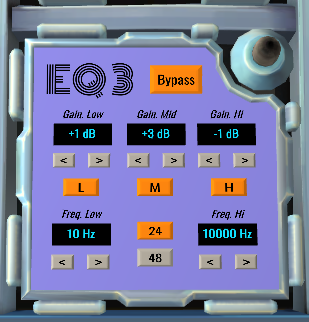 EQ3 Bypass
Gain. Low Gain. Mid Gain. Hi
+1 dB +3 dB -1 dB
< > < > < >
L M H
Freq. Low Freq. Hi
10 Hz 24 10000 Hz
< > 48 < >